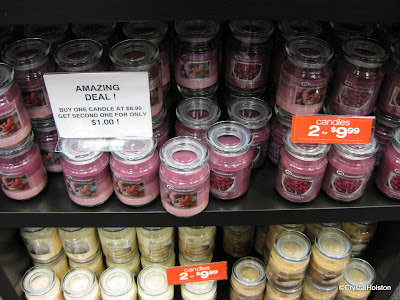 AMAZING
DEAL !
BUY ONE CANDLE AT $8.99
GET SECOND ONE FOR ONLY
$1.00 !
candles
2 FOR $9.99
candles
2 FOR $9.99
Crystal Holston